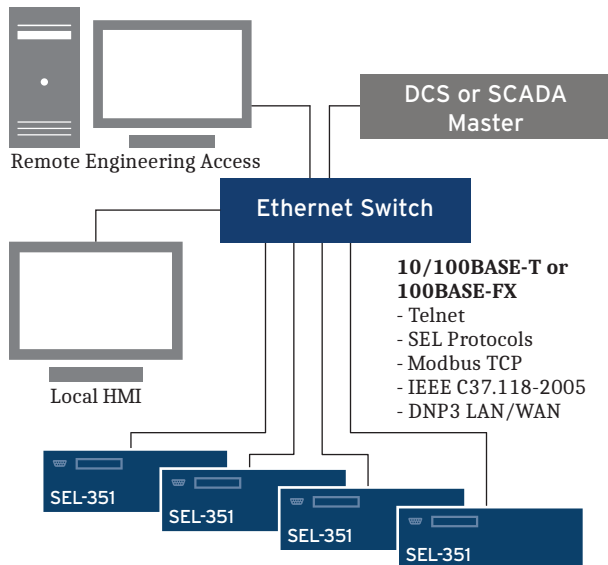 DCS or SCADA
Master
Remote Engineering Access
Ethernet Switch
10/100BASE-T or
100BASE-FX
- Telnet
- SEL Protocols
- Modbus TCP
- IEEE C37.118-2005
- DNP3 LAN/WAN
Local HMI
SEL-351
SEL-351
SEL-351
SEL-351